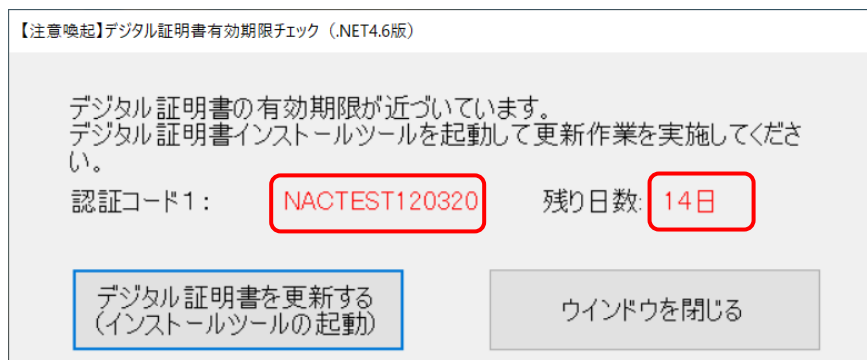 【注意喚起】デジタル証明書有効期限チェック（.NET4.6版）
デジタル証明書の有効期限が近づいています。
デジタル証明書インストールツールを起動して更新作業を実施してくださ
い。
認証コード1： NACTEST120320 残り日数: 14日
デジタル証明書を更新する ウインドウを閉じる
（インストールツールの起動）